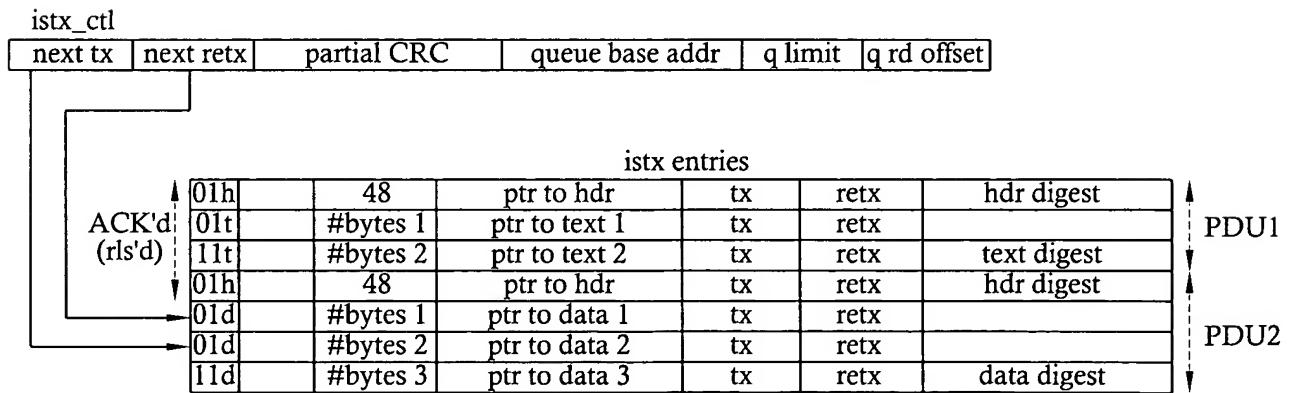 istx_ctl
next tx next retx partial CRC queue base addr q limit q rd offset
istx entries
01h 48 ptr to hdr tx retx hdr digest
ACK'd 01t #bytes 1 ptr to text 1 tx retx PDU1
(rls'd) 11t #bytes 2 ptr to text 2 tx retx text digest
01h 48 ptr to hdr tx retx hdr digest
01d #bytes 1 ptr to data 1 tx retx
01d #bytes 2 ptr to data 2 tx retx PDU2
11d #bytes 3 ptr to data 3 tx retx data digest